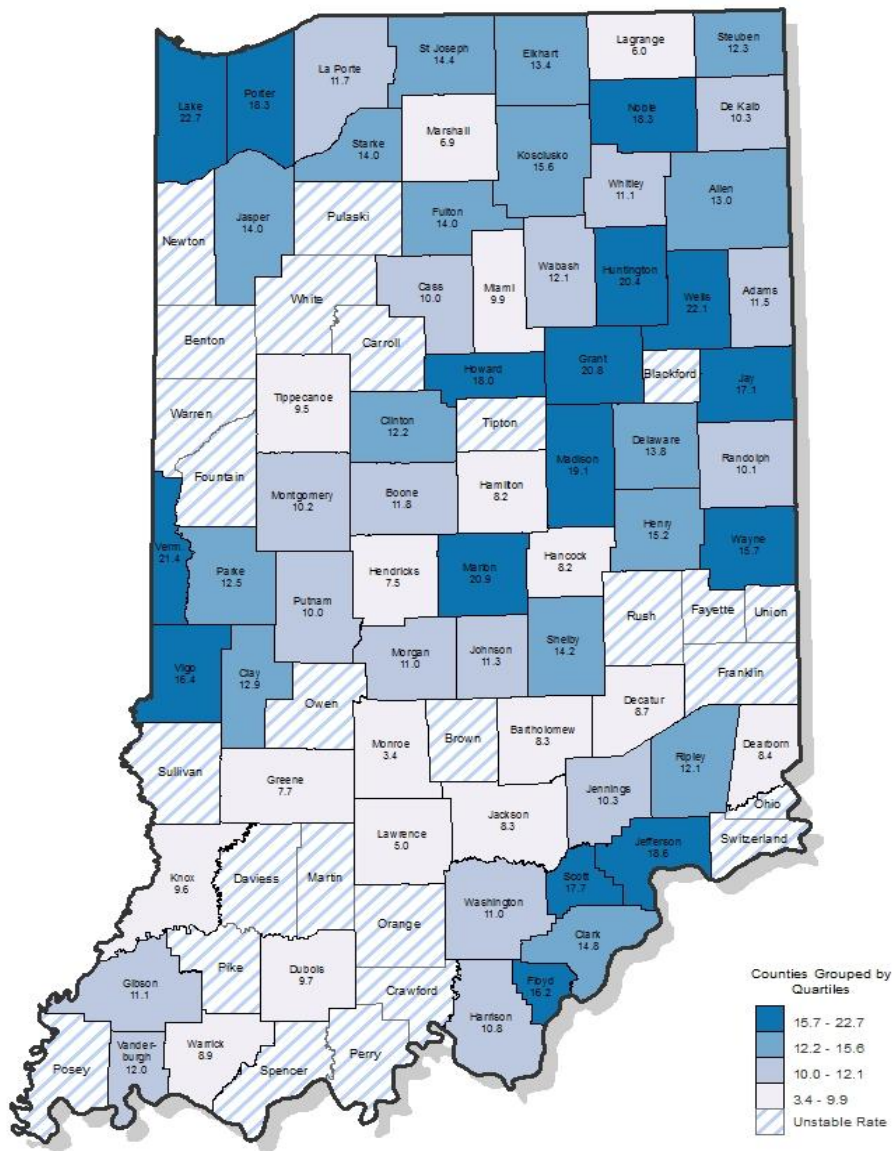 St Joseph
14.4
Elkhart
13.4
Lagrange
6.0
Steuben
12.3
La Porte
11.7
Lake
22.7
Porter
18.3
Noble
18.3
De Kalb
10.3
Starke
14.0
Marshall
6.9
Kosciusko
15.6
Whitley
11.1
Allen
13.0
Newton
Jasper
14.0
Pulaski
Fulton
14.0
Wabash
12.1
Huntington
20.4
Wells
22.1
Adams
11.5
White
Cass
10.0
Miami
9.9
Benton
Carroll
Howard
18.0
Grant
20.8
Blackford
Jay
17.1
Warren
Tippecanoe
9.5
Clinton
12.2
Tipton
Madison
19.1
Delaware
13.8
Randolph
10.1
Fountain
Montgomery
10.2
Boone
11.8
Hamilton
8.2
Henry
15.2
Wayne
15.7
Verm.
21.4
Parke
12.5
Putnam
10.0
Hendricks
7.5
Marion
20.9
Hancock
8.2
Rush
Fayette
Union
Vigo
16.4
Clay
12.9
Owen
Morgan
11.0
Johnson
11.3
Shelby
14.2
Franklin
Decatur
8.7
Sullivan
Greene
7.7
Monroe
3.4
Brown
Bartholomew
8.3
Ripley
12.1
Dearborn
8.4
Jennings
10.3
Ohio
Switzerland
Jackson
8.3
Lawrence
5.0
Jefferson
18.6
Scott
17.7
Knox
9.6
Daviess
Martin
Orange
Washington
11.0
Clark
14.8
Pike
Dubois
9.7
Crawford
Floyd
16.2
Gibson
11.1
Harrison
10.8
Posey
Vander-
burgh
12.0
Warrick
8.9
Spencer
Perry
Counties Grouped by
Quartiles
15.7 - 22.7
12.2 - 15.6
10.0 - 12.1
3.4 - 9.9
Unstable Rate